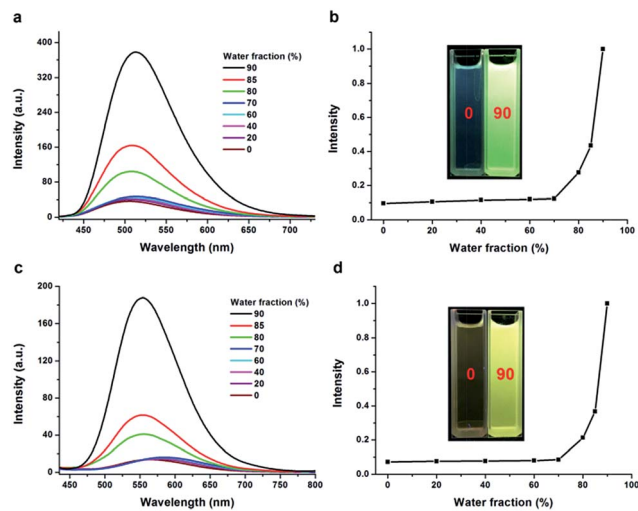 a
400
320
240
160
80
0
Intensity (a.u.)
450 500 550 600 650 700
Wavelength (nm)
Water fraction (%)
90
85
80
70
60
40
20
0
b
1.0
0.8
0.6
0.4
0.2
0.0
Intensity
0 20 40 60 80 100
Water fraction (%)
0 90
c
200
160
120
80
40
0
Intensity (a.u.)
450 500 550 600 650 700 750 800
Wavelength (nm)
Water fraction (%)
90
85
80
70
60
40
20
0
d
1.0
0.8
0.6
0.4
0.2
0.0
Intensity
0 20 40 60 80 100
Water fraction (%)
0 90